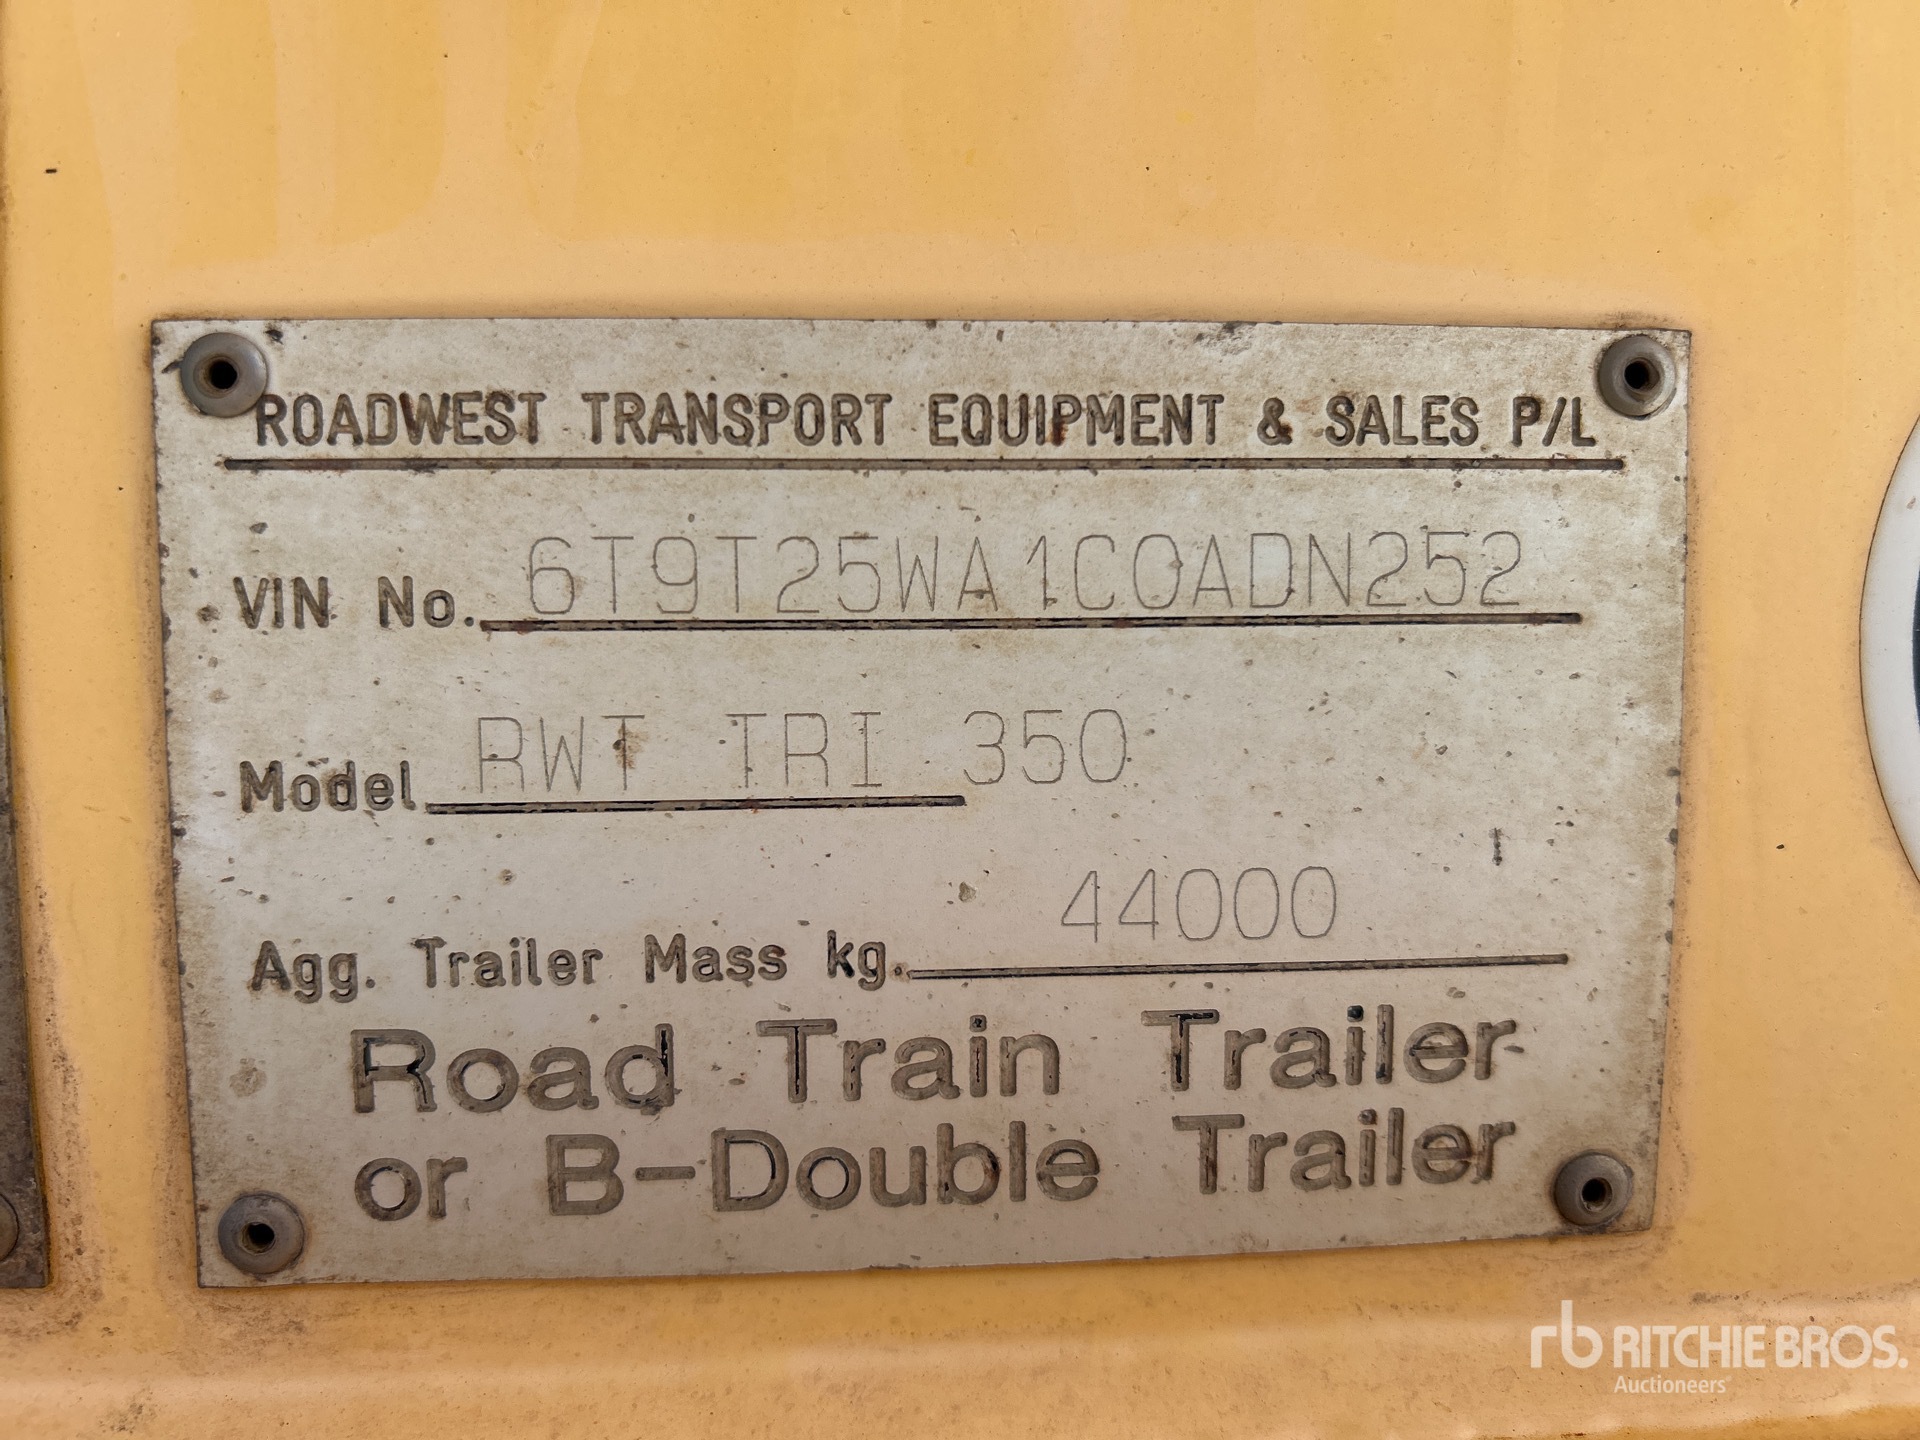 ROADWEST TRANSPORT EQUIPMENT & SALES P/L
VIN No. 6T9T25WA1C0ADN252
Model RWT TRI 350
Agg. Trailer Mass kg. 44000
Road Train Trailer
or B-Double Trailer
rb RITCHIE BROS.
Auctioneers